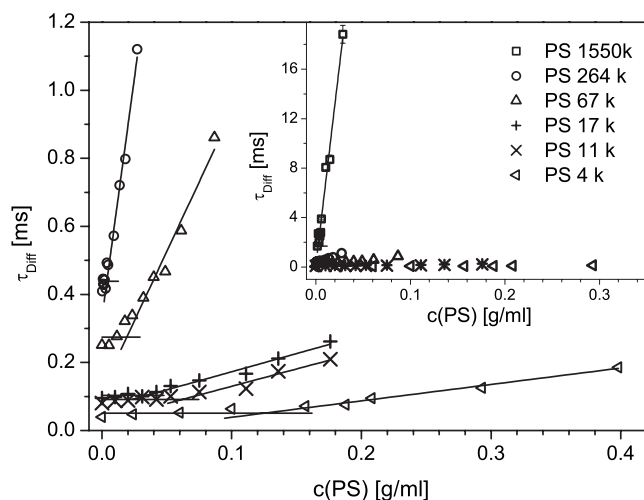 1.2
1.0
0.8
0.6
0.4
0.2
0.0
τDiff [ms]
0.0 0.1 0.2 0.3 0.4
c(PS) [g/ml]
16
12
8
4
0
τDiff [ms]
0.0 0.1 0.2 0.3
c(PS) [g/ml]
PS 1550k
PS 264 k
PS 67 k
PS 17 k
PS 11 k
PS 4 k